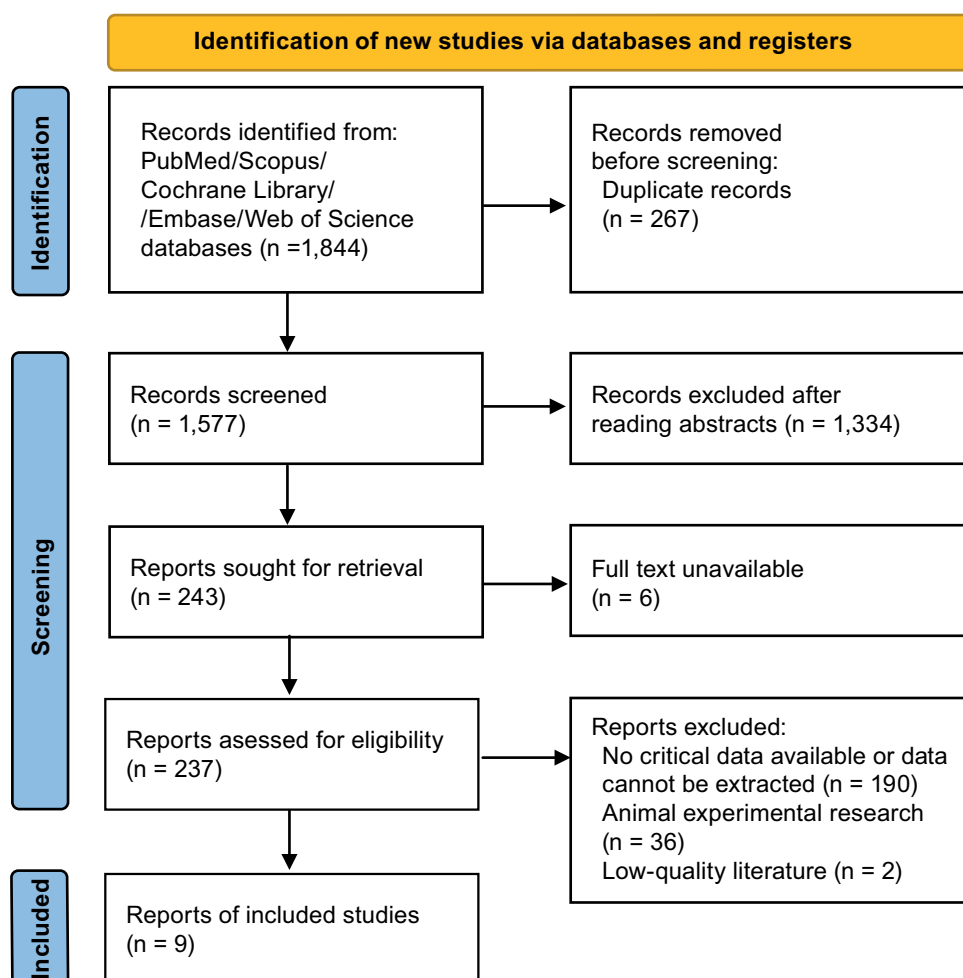 Identification of new studies via databases and registers
Identification
Records identified from:
PubMed/Scopus/
Cochrane Library/
/Embase/Web of Science
databases (n =1,844)
Records removed
before screening:
Duplicate records
(n = 267)
Screening
Records screened
(n = 1,577)
Records excluded after
reading abstracts (n = 1,334)
Reports sought for retrieval
(n = 243)
Full text unavailable
(n = 6)
Reports asessed for eligibility
(n = 237)
Reports excluded:
No critical data available or data
cannot be extracted (n = 190)
Animal experimental research
(n = 36)
Low-quality literature (n = 2)
Included
Reports of included studies
(n = 9)